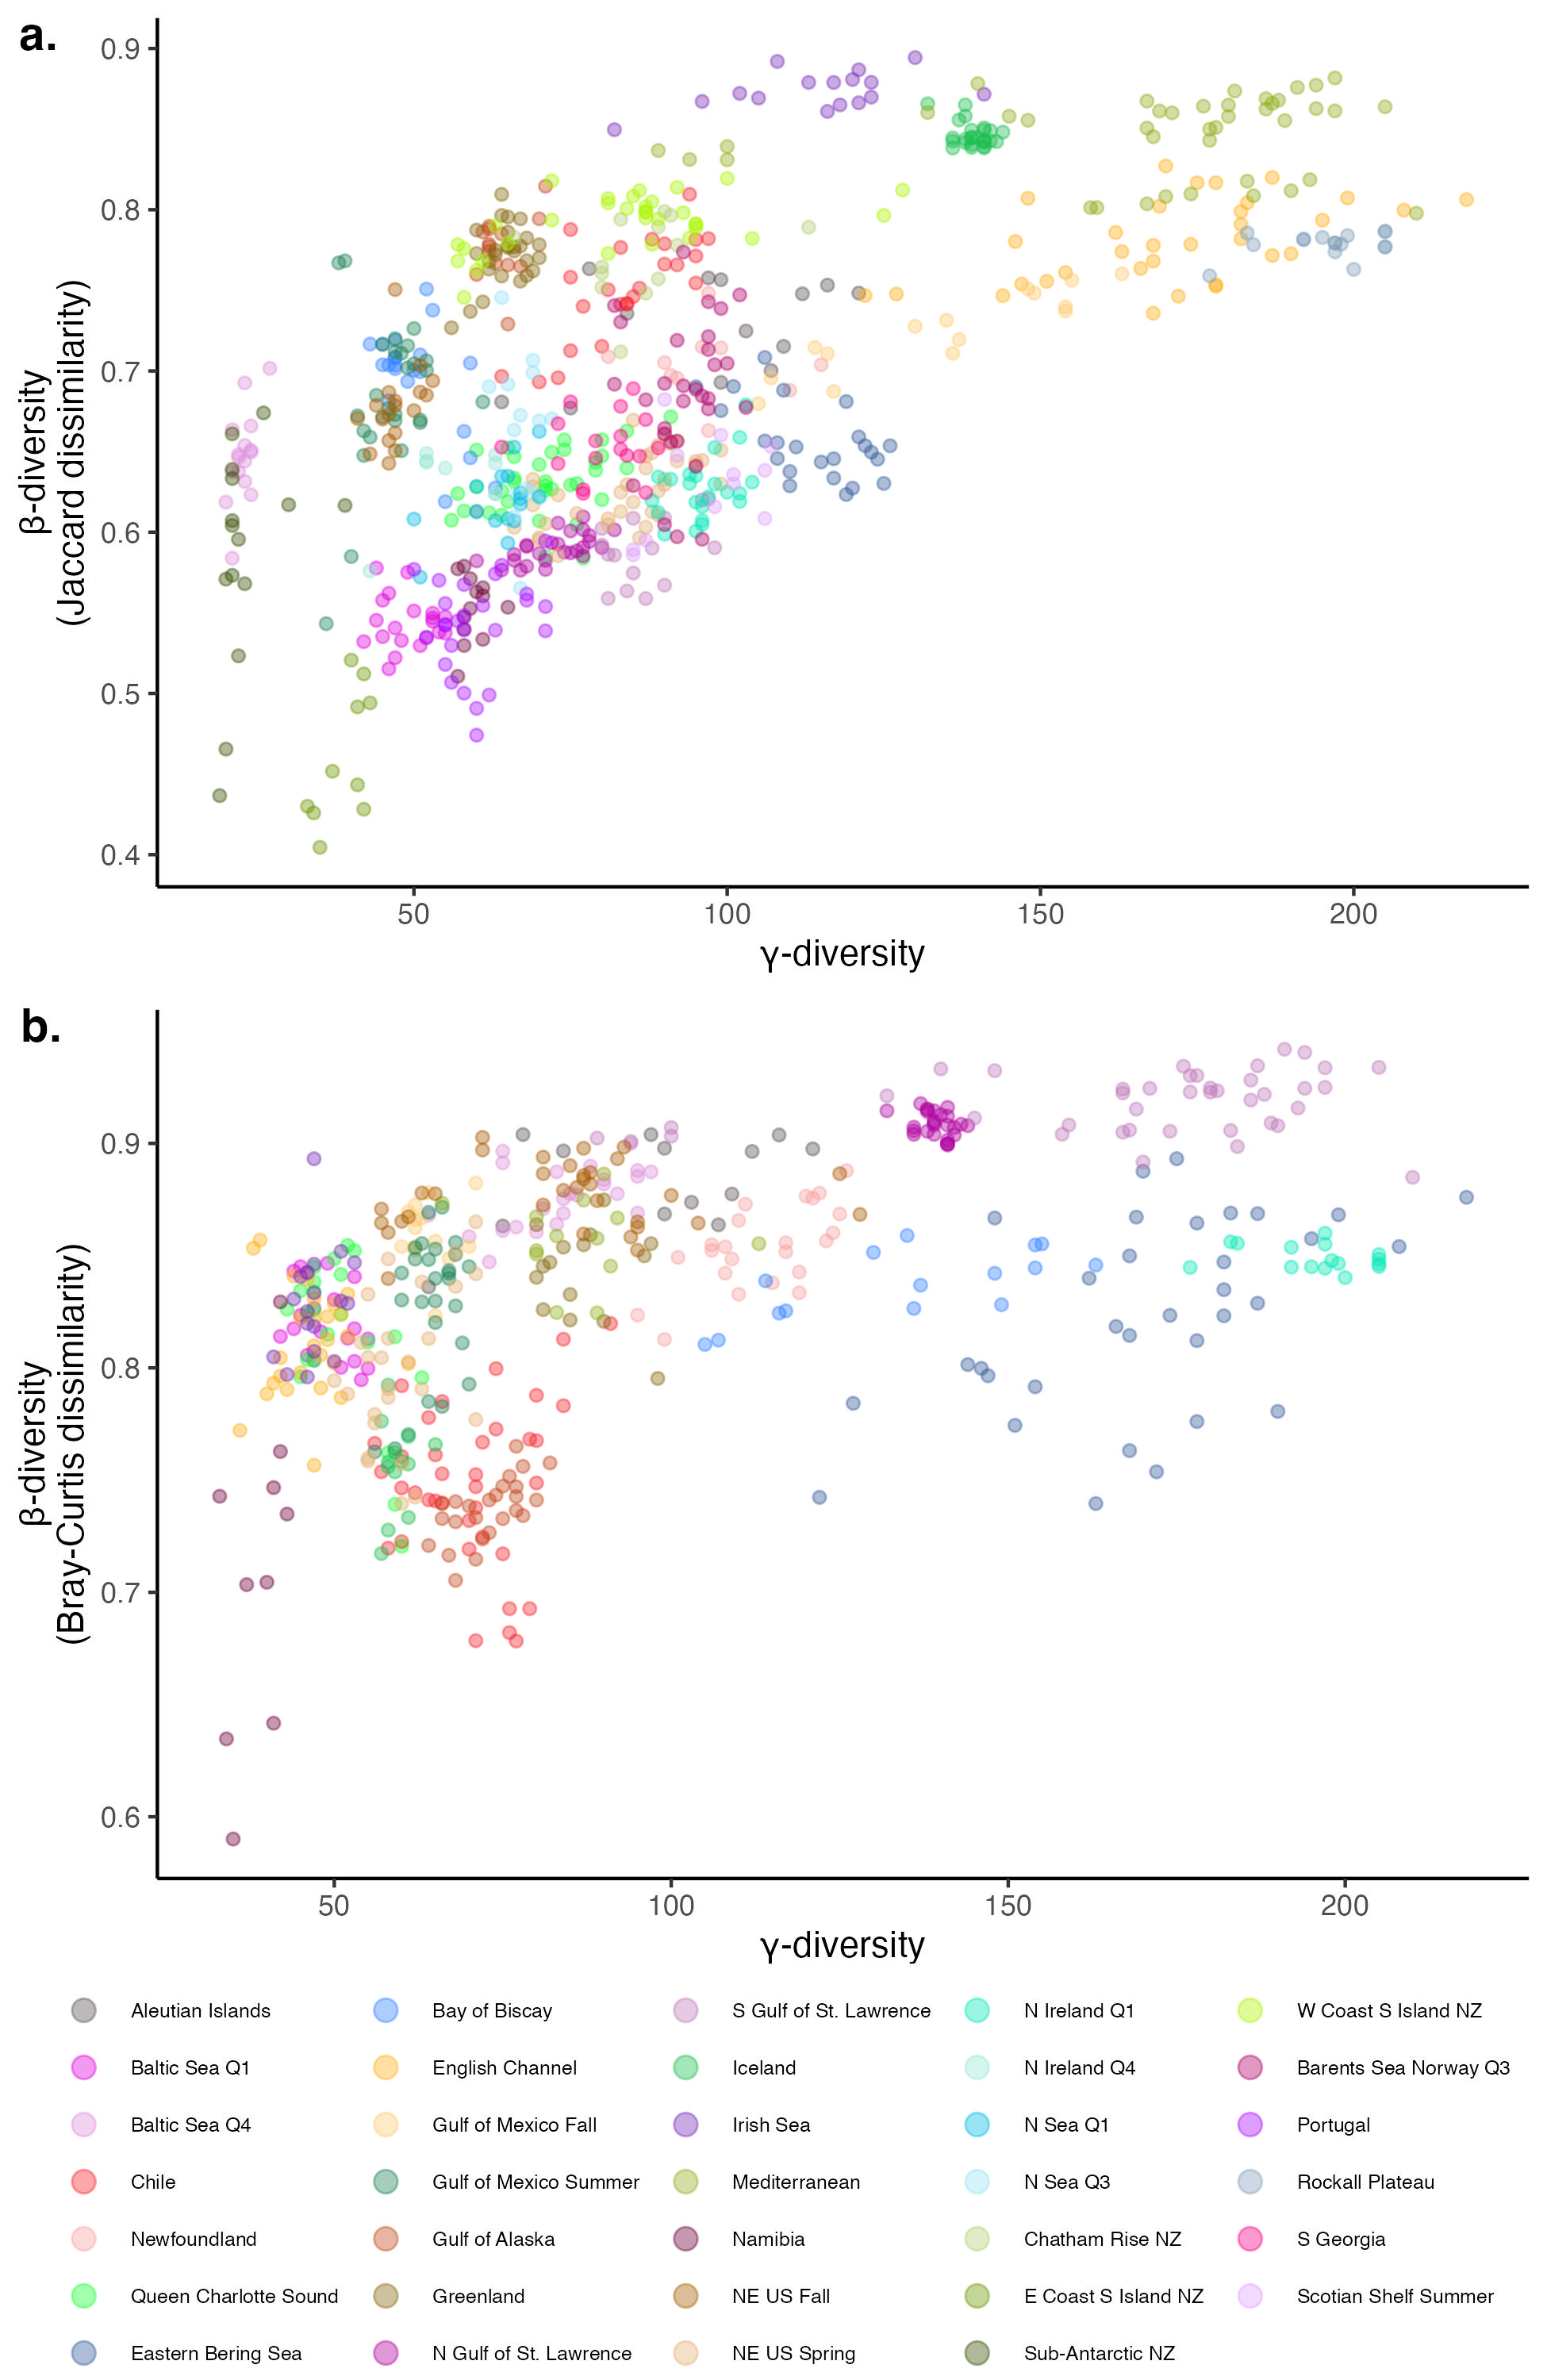 a.
0.9
0.8
0.7
0.6
0.5
0.4
β-diversity
(Jaccard dissimilarity)
50 100 150 200
γ-diversity
b.
0.9
0.8
0.7
0.6
β-diversity
(Bray-Curtis dissimilarity)
50 100 150 200
γ-diversity
Aleutian Islands Bay of Biscay S Gulf of St. Lawrence N Ireland Q1 W Coast S Island NZ
Baltic Sea Q1 English Channel Iceland N Ireland Q4 Barents Sea Norway Q3
Baltic Sea Q4 Gulf of Mexico Fall Irish Sea N Sea Q1 Portugal
Chile Gulf of Mexico Summer Mediterranean N Sea Q3 Rockall Plateau
Newfoundland Gulf of Alaska Namibia Chatham Rise NZ S Georgia
Queen Charlotte Sound Greenland NE US Fall E Coast S Island NZ Scotian Shelf Summer
Eastern Bering Sea N Gulf of St. Lawrence NE US Spring Sub-Antarctic NZ